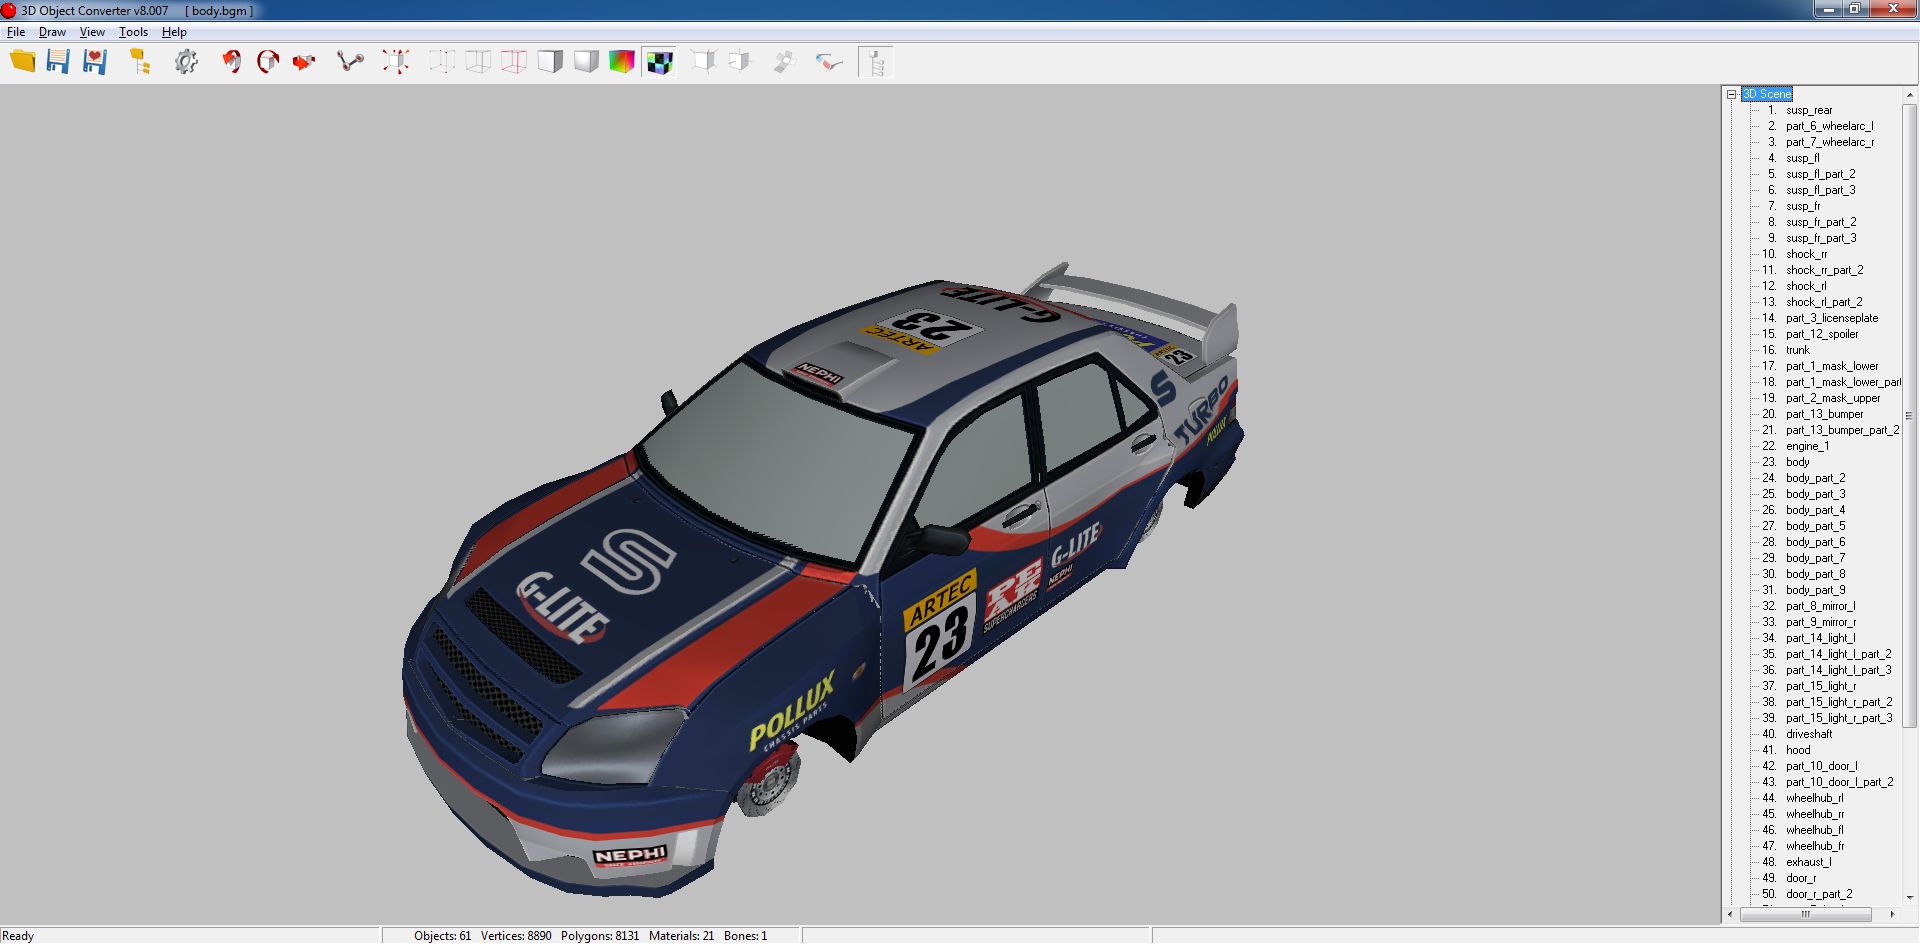 3D Object Converter v8.007 [ body.bgm ]
File Draw View Tools Help
3D Scene
1. susp_rear
2. part_6_wheelarc_l
3. part_7_wheelarc_r
4. susp_fl
5. susp_fl_part_2
6. susp_fl_part_3
7. susp_fr
8. susp_fr_part_2
9. susp_fr_part_3
10. shock_rr
11. shock_rr_part_2
12. shock_rl
13. shock_rl_part_2
14. part_3_licenseplate
15. part_12_spoiler
16. trunk
17. part_1_mask_lower
18. part_1_mask_lower_part
19. part_2_mask_upper
20. part_13_bumper
21. part_13_bumper_part_2
22. engine_1
23. body
24. body_part_2
25. body_part_3
26. body_part_4
27. body_part_5
28. body_part_6
29. body_part_7
30. body_part_8
31. body_part_9
32. part_8_mirror_l
33. part_9_mirror_r
34. part_14_light_l
35. part_14_light_l_part_2
36. part_14_light_l_part_3
37. part_15_light_r
38. part_15_light_r_part_2
39. part_15_light_r_part_3
40. driveshaft
41. hood
42. part_10_door_l
43. part_10_door_l_part_2
44. wheelhub_rl
45. wheelhub_rr
46. wheelhub_fl
47. wheelhub_fr
48. exhaust_l
49. door_r
50. door_r_part_2
G-LITE
23
ARTEC
NEPHI
ARTEC
23
S
TURBO
POLLUX
S
G-LITE
G-LITE
NEPHI
PE
AK
SUPERCHARGERS
ARTEC
23
POLLUX
CHASSIS PARTS
NEPHI
Ready
Objects: 61 Vertices: 8890 Polygons: 8131 Materials: 21 Bones: 1